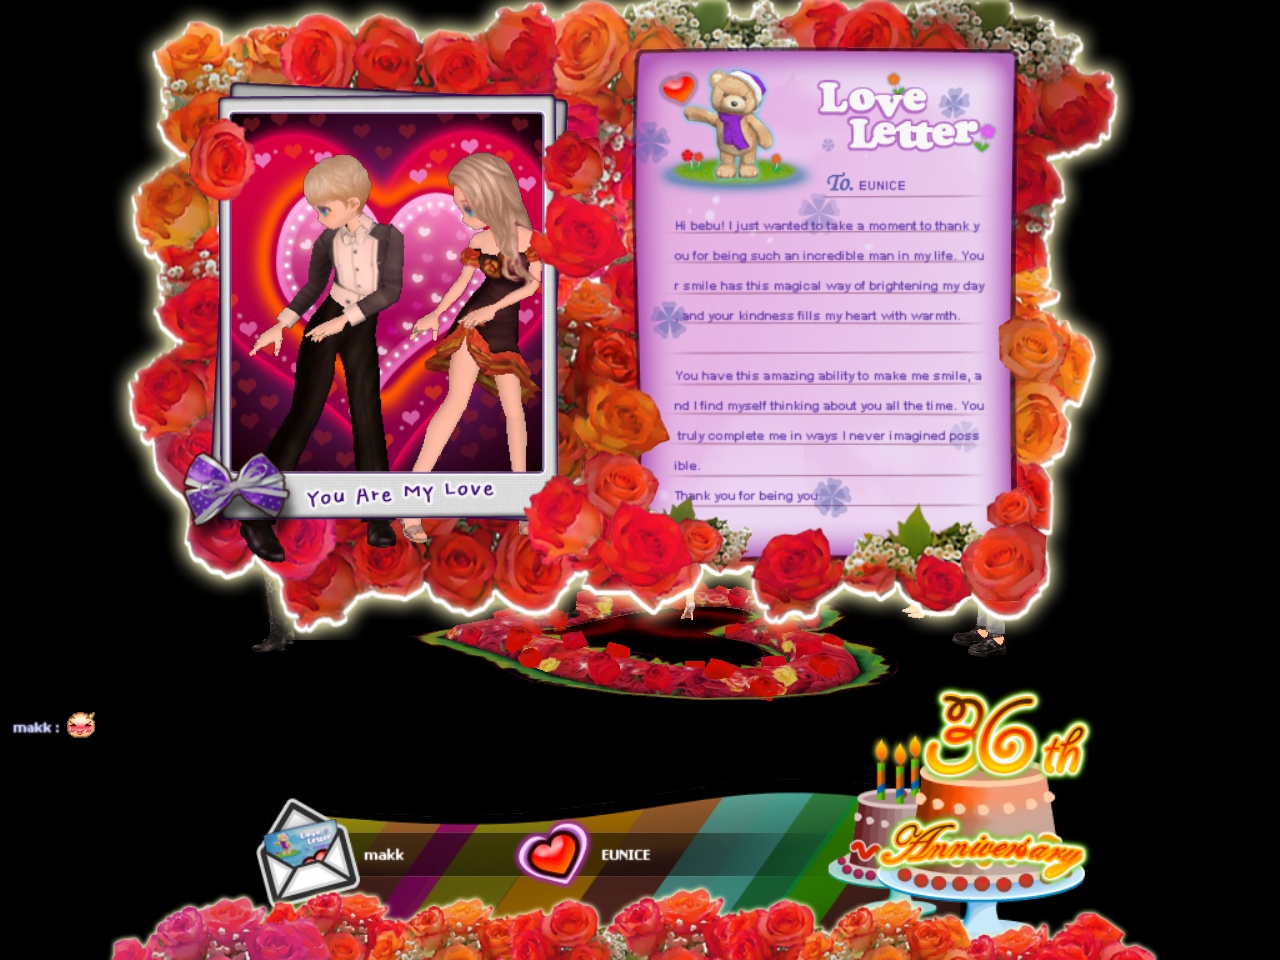 Love
Letter
To. EUNICE
Hi bebu! I just wanted to take a moment to thank y
ou for being such an incredible man in my life. You
r smile has this magical way of brightening my day
, and your kindness fills my heart with warmth.
You have this amazing ability to make me smile, a
nd I find myself thinking about you all the time. You
truly complete me in ways I never imagined poss
ible.
Thank you for being you.
You Are My Love
makk :
36th
Anniversary
Love
Letter
makk
EUNICE